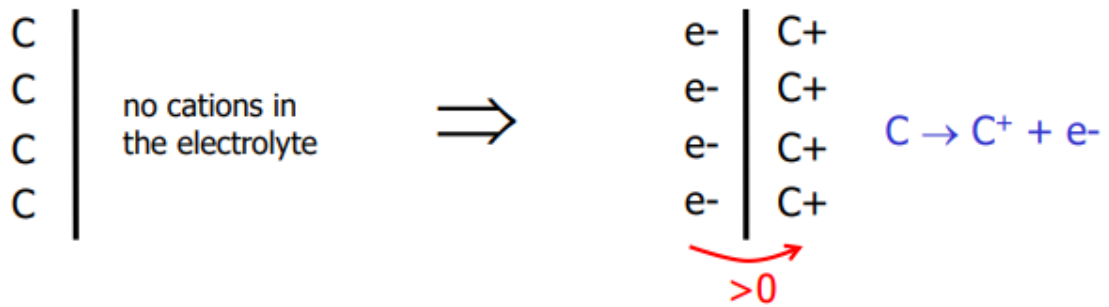 C
C
C
C
no cations in
the electrolyte
⇒
e- C+
e- C+
e- C+
e- C+
C → C⁺ + e-
>0